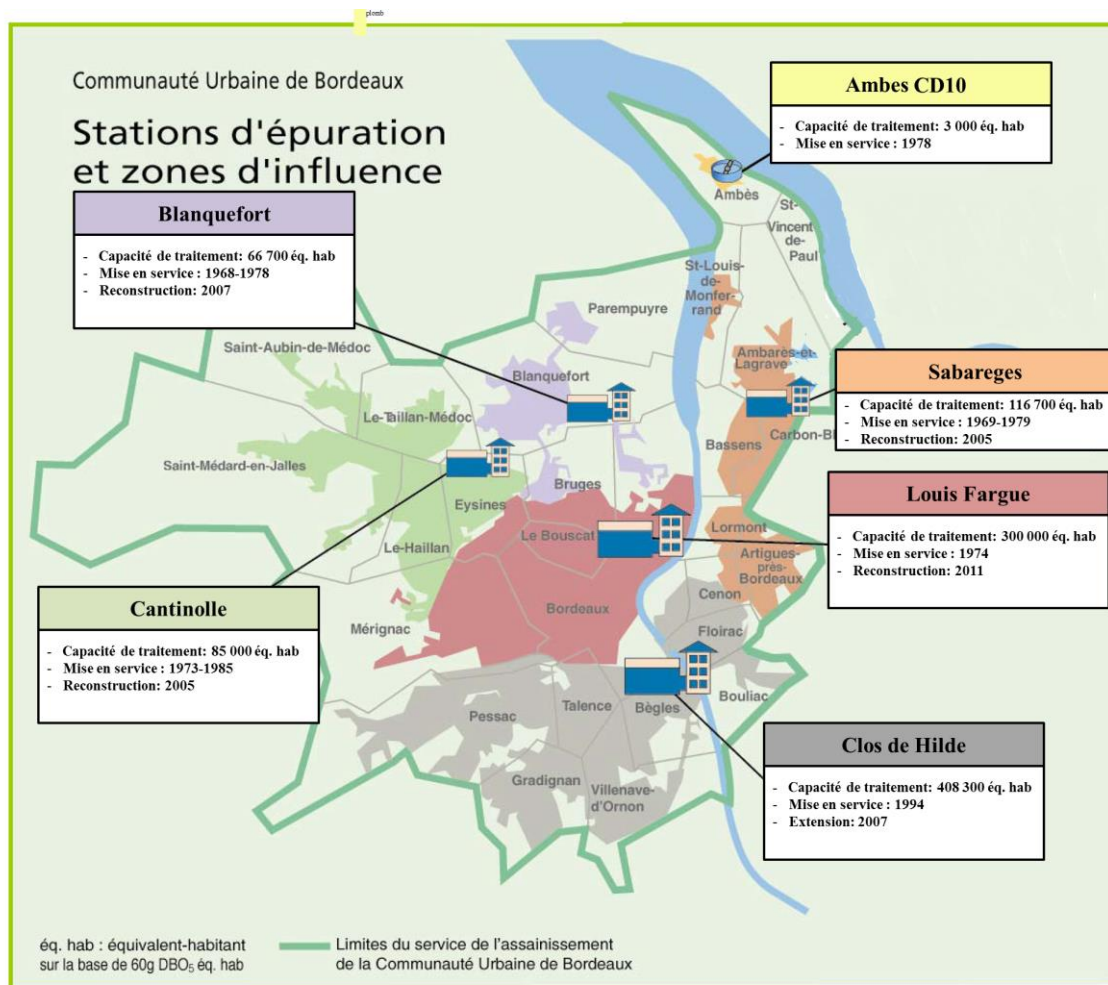 plomb
Communauté Urbaine de Bordeaux
Stations d'épuration
et zones d'influence
Ambes CD10
- Capacité de traitement: 3 000 éq. hab
- Mise en service : 1978
Blanquefort
- Capacité de traitement: 66 700 éq. hab
- Mise en service : 1968-1978
- Reconstruction: 2007
Ambès
St-
Vincent
de-
Paul
St-Louis-
de-
Monfer-
rand
Parempuyre
Saint-Aubin-de-Médoc
Blanquefort
Ambarès-et-
Lagrave
Le-Taillan-Médoc
Sabareges
- Capacité de traitement: 116 700 éq. hab
- Mise en service : 1969-1979
- Reconstruction: 2005
Carbon-Bl
Bassens
Saint-Médard-en-Jalles
Bruges
Eysines
Louis Fargue
- Capacité de traitement: 300 000 éq. hab
- Mise en service : 1974
- Reconstruction: 2011
Lormont
Le Bouscat
Le-Haillan
Artigues-
près-
Bordeaux
Cenon
Cantinolle
- Capacité de traitement: 85 000 éq. hab
- Mise en service : 1973-1985
- Reconstruction: 2005
Bordeaux
Mérignac
Floirac
Bouliac
Talence
Bègles
Pessac
Gradignan
Villenave-
d'Ornon
Clos de Hilde
- Capacité de traitement: 408 300 éq. hab
- Mise en service : 1994
- Extension: 2007
éq. hab : équivalent-habitant
sur la base de 60g DBO₅ éq. hab
Limites du service de l'assainissement
de la Communauté Urbaine de Bordeaux